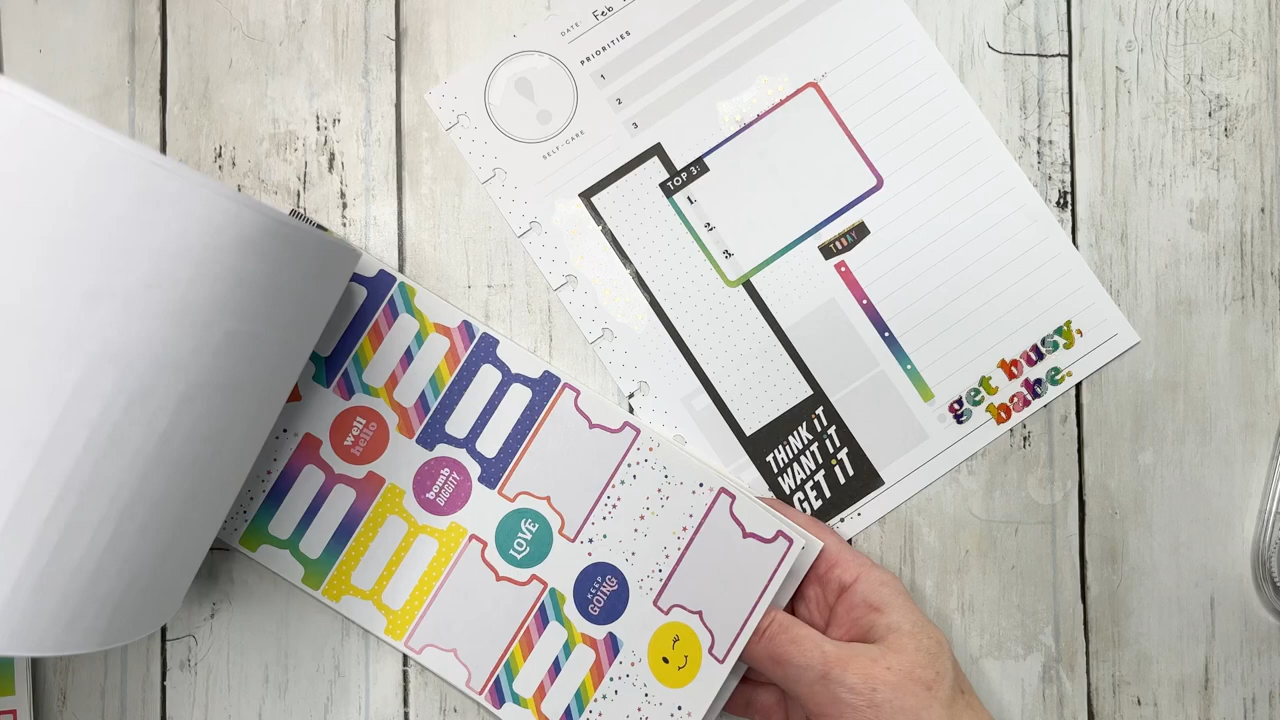 DATE: Feb
PRIORITIES
1
2
3
SELF-CARE
TOP 3:
1.
2.
3.
TODAY
get busy,
babe.
THiNK iT
WANT iT
GET iT
well
hello
bomb
DIGGITY
LOVE
KEEP
GOING